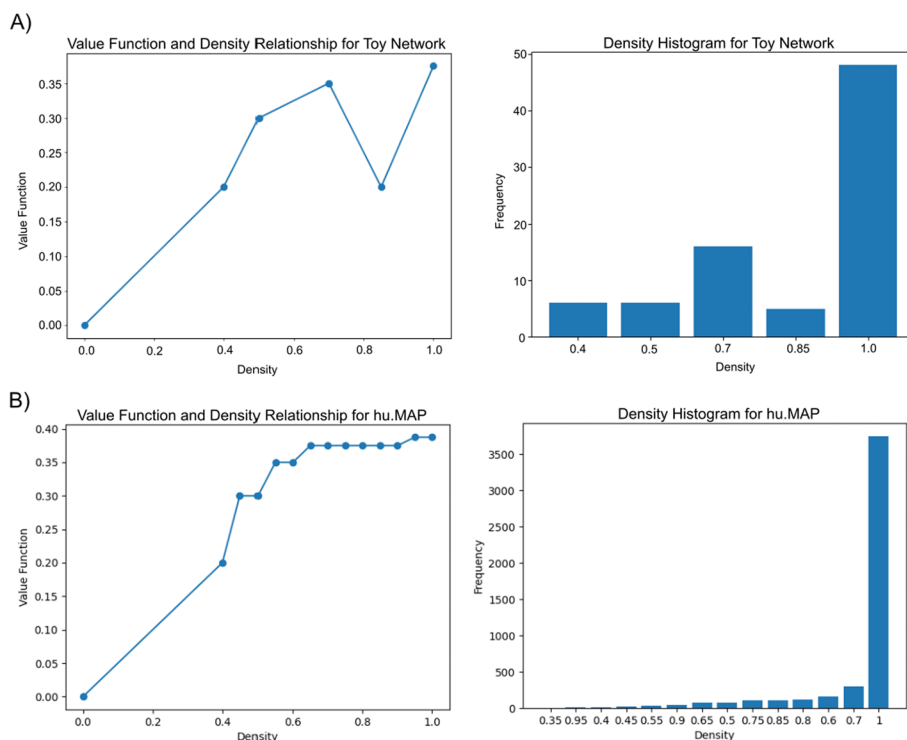 A)
Value Function and Density Relationship for Toy Network
Value Function
0.35
0.30
0.25
0.20
0.15
0.10
0.05
0.00
0.0 0.2 0.4 0.6 0.8 1.0
Density
Density Histogram for Toy Network
Frequency
50
40
30
20
10
0
0.4 0.5 0.7 0.85 1.0
Density
B)
Value Function and Density Relationship for hu.MAP
Value Function
0.40
0.35
0.30
0.25
0.20
0.15
0.10
0.05
0.00
0.0 0.2 0.4 0.6 0.8 1.0
Density
Density Histogram for hu.MAP
Frequency
3500
3000
2500
2000
1500
1000
500
0
0.35 0.95 0.4 0.45 0.55 0.9 0.65 0.5 0.75 0.85 0.8 0.6 0.7 1
Density